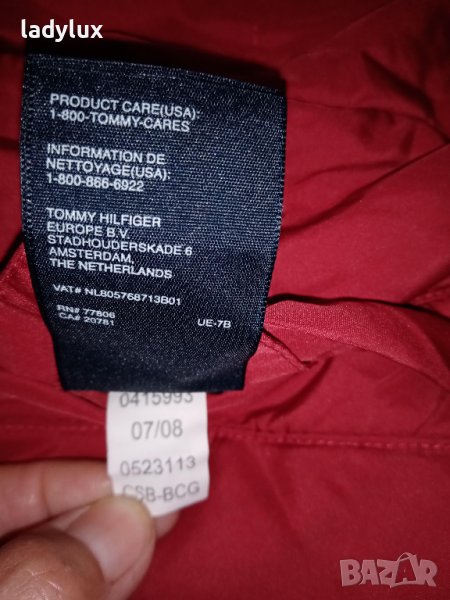 ladylux
PRODUCT CARE(USA):
1-800-TOMMY-CARES
INFORMATION DE
NETTOYAGE(USA):
1-800-866-6922
TOMMY HILFIGER
EUROPE B.V.
STADHOUDERSKADE 6
AMSTERDAM,
THE NETHERLANDS
VAT# NL805768713B01
RN# 77806
CA# 20781 UE-7B
0415993
07/08
0523113
CSB-BCG
BAZAR